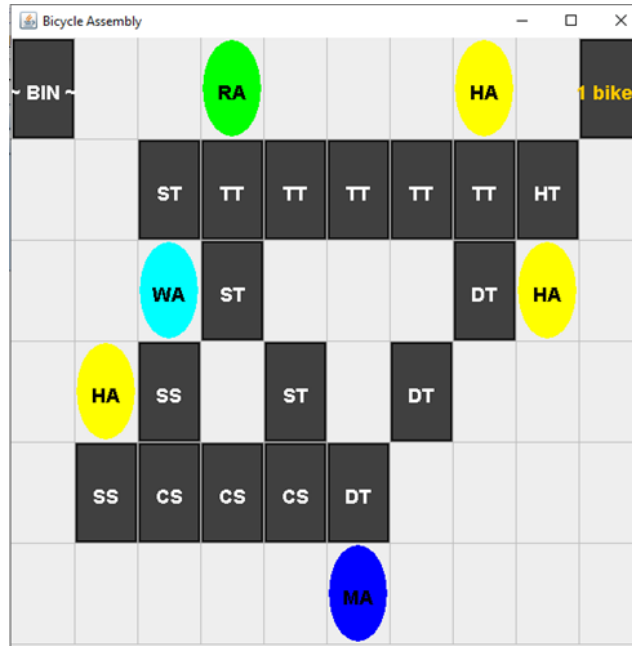 Bicycle Assembly
~ BIN ~ RA HA 1 bike
ST TT TT TT TT TT HT
WA ST DT HA
HA SS ST DT
SS CS CS CS DT
MA